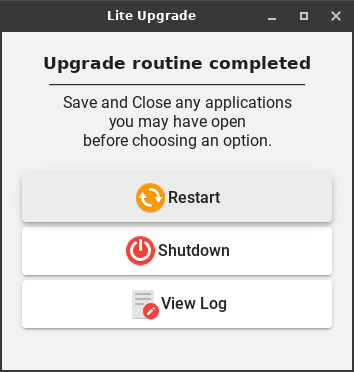 Lite Upgrade
Upgrade routine completed
Save and Close any applications
you may have open
before choosing an option.
Restart
Shutdown
View Log